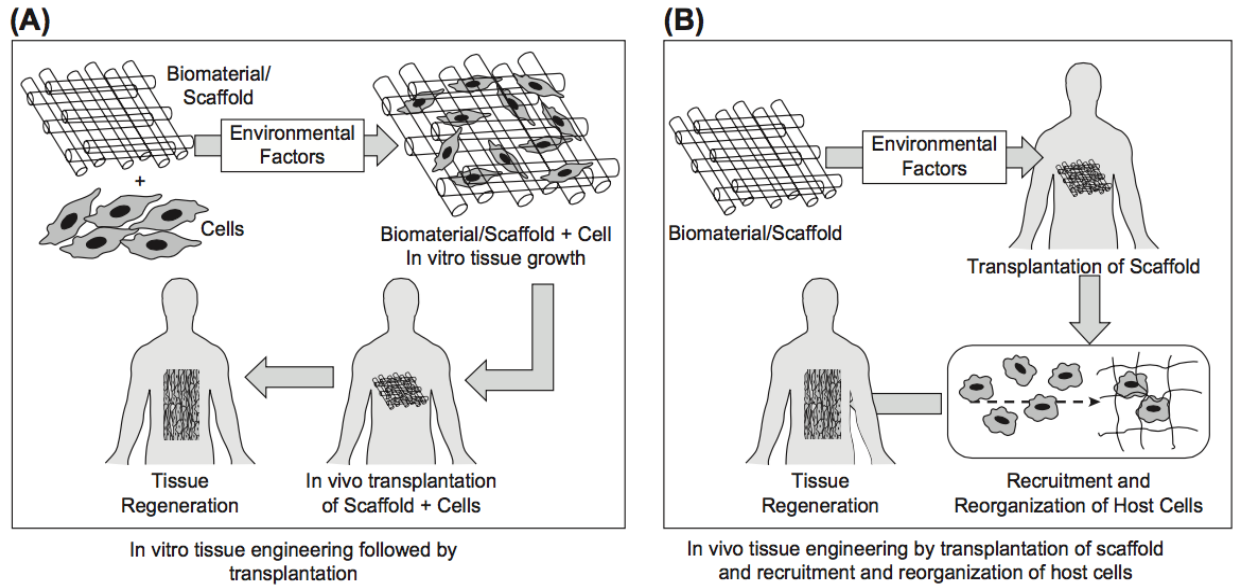 (A)
Biomaterial/
Scaffold
+
Cells
Environmental
Factors
Biomaterial/Scaffold + Cell
In vitro tissue growth
Tissue
Regeneration
In vivo transplantation
of Scaffold + Cells
In vitro tissue engineering followed by
transplantation
(B)
Biomaterial/Scaffold
Environmental
Factors
Transplantation of Scaffold
Tissue
Regeneration
Recruitment and
Reorganization of Host Cells
In vivo tissue engineering by transplantation of scaffold
and recruitment and reorganization of host cells